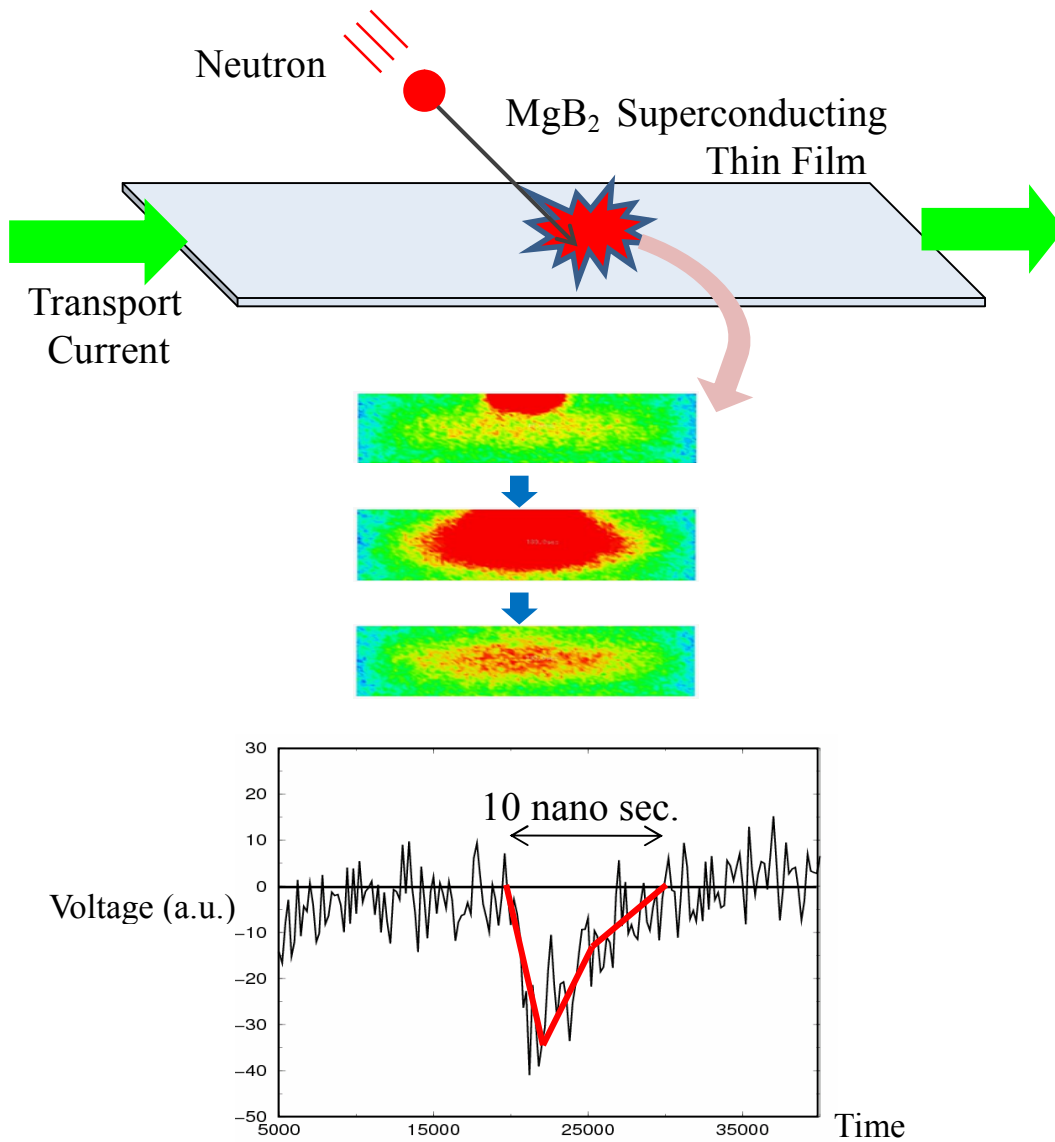 Neutron
MgB₂ Superconducting
Thin Film
Transport
Current
10 nano sec.
Voltage (a.u.)
30
20
10
0
−10
−20
−30
−40
−50
5000 15000 25000 35000
Time